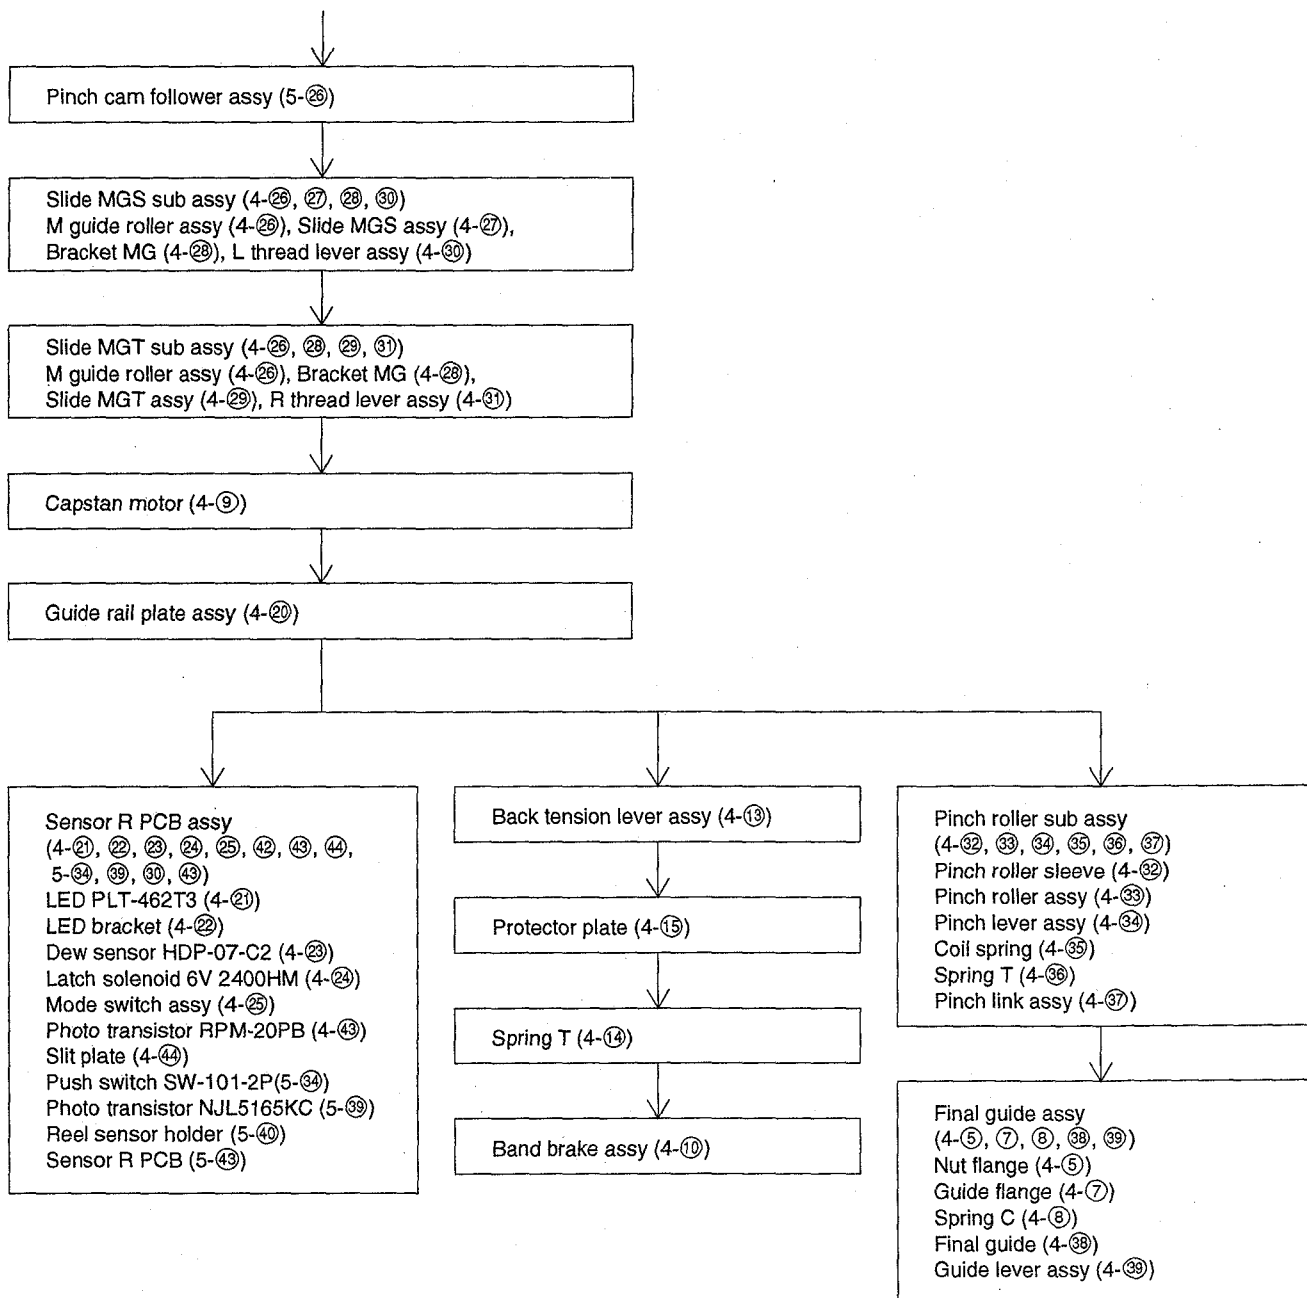 Pinch cam follower assy (5-㉖)
Slide MGS sub assy (4-㉖, ㉗, ㉘, ㉚)
M guide roller assy (4-㉖), Slide MGS assy (4-㉗),
Bracket MG (4-㉘), L thread lever assy (4-㉚)
Slide MGT sub assy (4-㉖, ㉘, ㉙, ㉛)
M guide roller assy (4-㉖), Bracket MG (4-㉘),
Slide MGT assy (4-㉙), R thread lever assy (4-㉛)
Capstan motor (4-⑨)
Guide rail plate assy (4-⑳)
Sensor R PCB assy
(4-㉑, ㉒, ㉓, ㉔, ㉕, ㊷, ㊸, ㊹,
5-㉞, ㊴, ㉚, ㊸)
LED PLT-462T3 (4-㉑)
LED bracket (4-㉒)
Dew sensor HDP-07-C2 (4-㉓)
Latch solenoid 6V 2400HM (4-㉔)
Mode switch assy (4-㉕)
Photo transistor RPM-20PB (4-㊸)
Slit plate (4-㊹)
Push switch SW-101-2P(5-㉞)
Photo transistor NJL5165KC (5-㊴)
Reel sensor holder (5-㊵)
Sensor R PCB (5-㊸)
Back tension lever assy (4-⑬)
Protector plate (4-⑮)
Spring T (4-⑭)
Band brake assy (4-⑩)
Pinch roller sub assy
(4-㉜, ㉝, ㉞, ㉟, ㊱, ㊲)
Pinch roller sleeve (4-㉜)
Pinch roller assy (4-㉝)
Pinch lever assy (4-㉞)
Coil spring (4-㉟)
Spring T (4-㊱)
Pinch link assy (4-㊲)
Final guide assy
(4-⑤, ⑦, ⑧, ㊳, ㊴)
Nut flange (4-⑤)
Guide flange (4-⑦)
Spring C (4-⑧)
Final guide (4-㊳)
Guide lever assy (4-㊴)